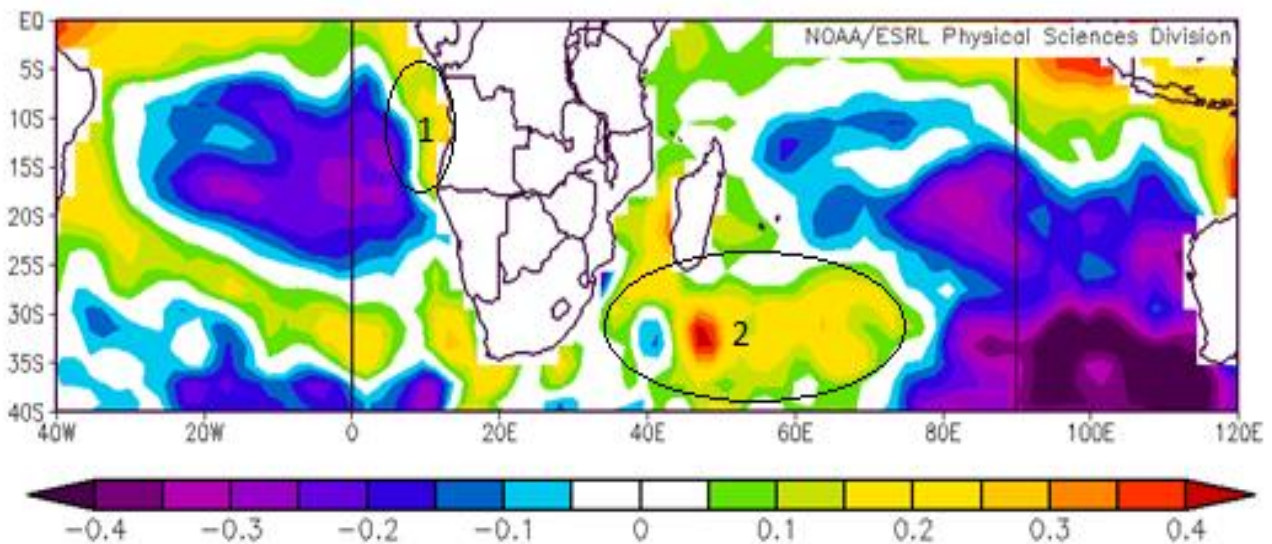 EQ
NOAA/ESRL Physical Sciences Division
5S
10S
1
15S
20S
25S
30S
2
35S
40S
40W 20W 0 20E 40E 60E 80E 100E 120E
−0.4 −0.3 −0.2 −0.1 0 0.1 0.2 0.3 0.4